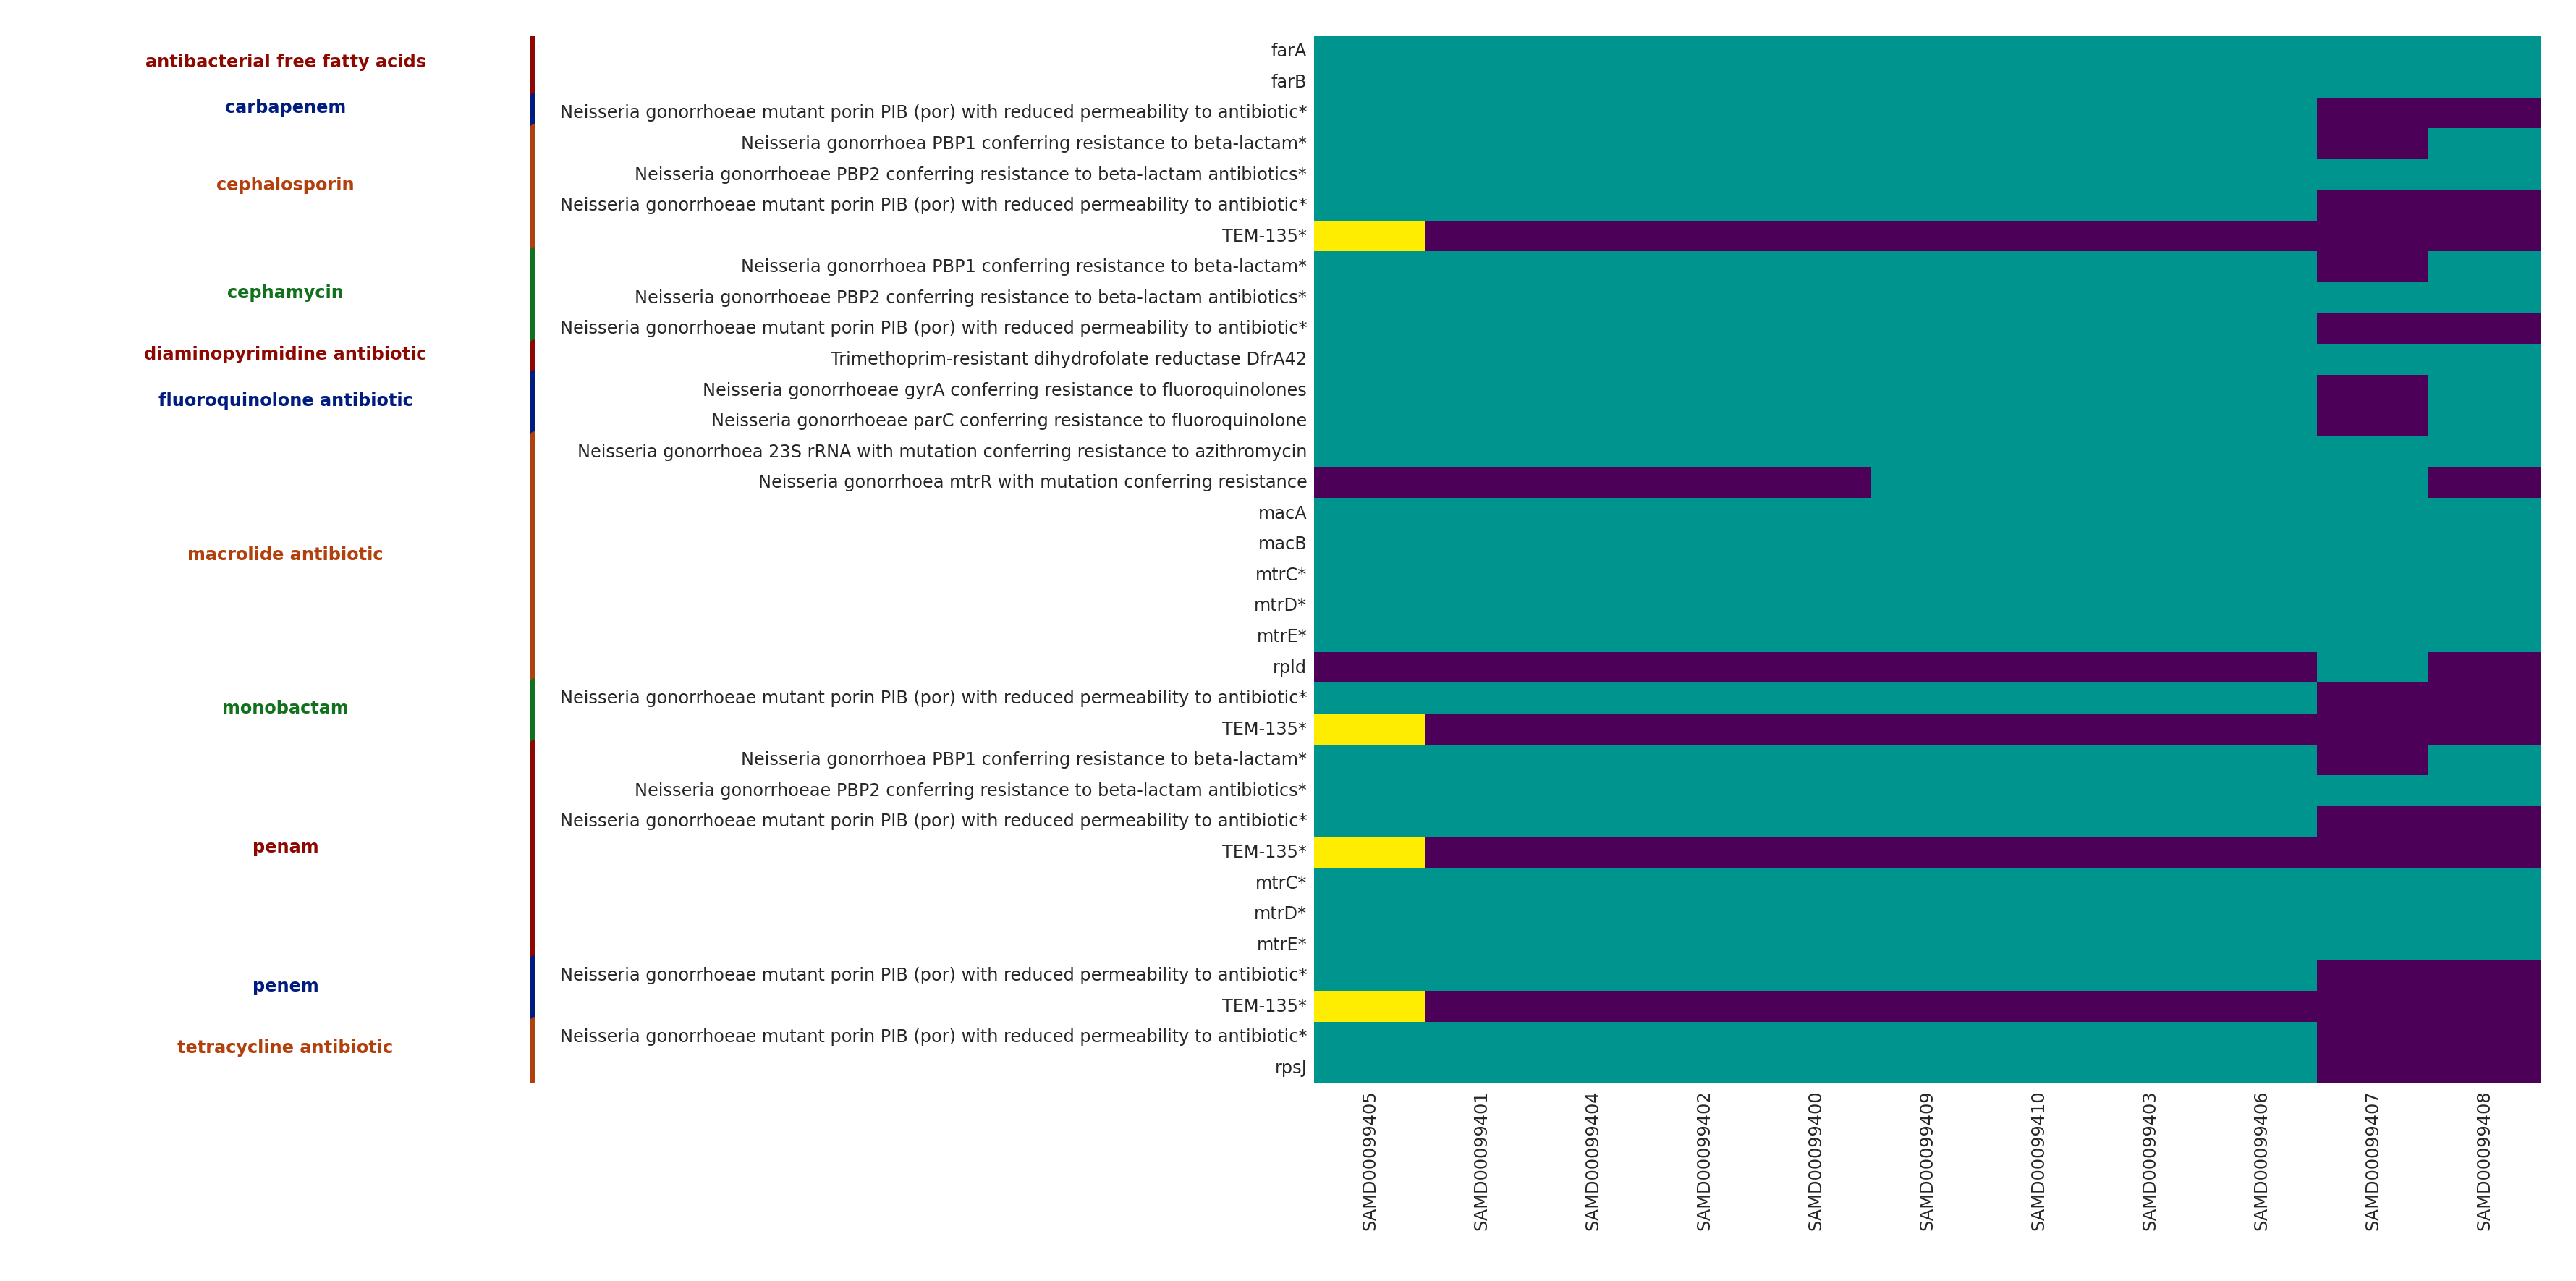 antibacterial free fatty acids
farA
farB
carbapenem
Neisseria gonorrhoeae mutant porin PIB (por) with reduced permeability to antibiotic*
cephalosporin
Neisseria gonorrhoea PBP1 conferring resistance to beta-lactam*
Neisseria gonorrhoeae PBP2 conferring resistance to beta-lactam antibiotics*
Neisseria gonorrhoeae mutant porin PIB (por) with reduced permeability to antibiotic*
TEM-135*
cephamycin
Neisseria gonorrhoea PBP1 conferring resistance to beta-lactam*
Neisseria gonorrhoeae PBP2 conferring resistance to beta-lactam antibiotics*
Neisseria gonorrhoeae mutant porin PIB (por) with reduced permeability to antibiotic*
diaminopyrimidine antibiotic
Trimethoprim-resistant dihydrofolate reductase DfrA42
fluoroquinolone antibiotic
Neisseria gonorrhoeae gyrA conferring resistance to fluoroquinolones
Neisseria gonorrhoeae parC conferring resistance to fluoroquinolone
macrolide antibiotic
Neisseria gonorrhoea 23S rRNA with mutation conferring resistance to azithromycin
Neisseria gonorrhoea mtrR with mutation conferring resistance
macA
macB
mtrC*
mtrD*
mtrE*
rpld
monobactam
Neisseria gonorrhoeae mutant porin PIB (por) with reduced permeability to antibiotic*
TEM-135*
penam
Neisseria gonorrhoea PBP1 conferring resistance to beta-lactam*
Neisseria gonorrhoeae PBP2 conferring resistance to beta-lactam antibiotics*
Neisseria gonorrhoeae mutant porin PIB (por) with reduced permeability to antibiotic*
TEM-135*
mtrC*
mtrD*
mtrE*
penem
Neisseria gonorrhoeae mutant porin PIB (por) with reduced permeability to antibiotic*
TEM-135*
tetracycline antibiotic
Neisseria gonorrhoeae mutant porin PIB (por) with reduced permeability to antibiotic*
rpsJ
SAMD00099405
SAMD00099401
SAMD00099404
SAMD00099402
SAMD00099400
SAMD00099409
SAMD00099410
SAMD00099403
SAMD00099406
SAMD00099407
SAMD00099408